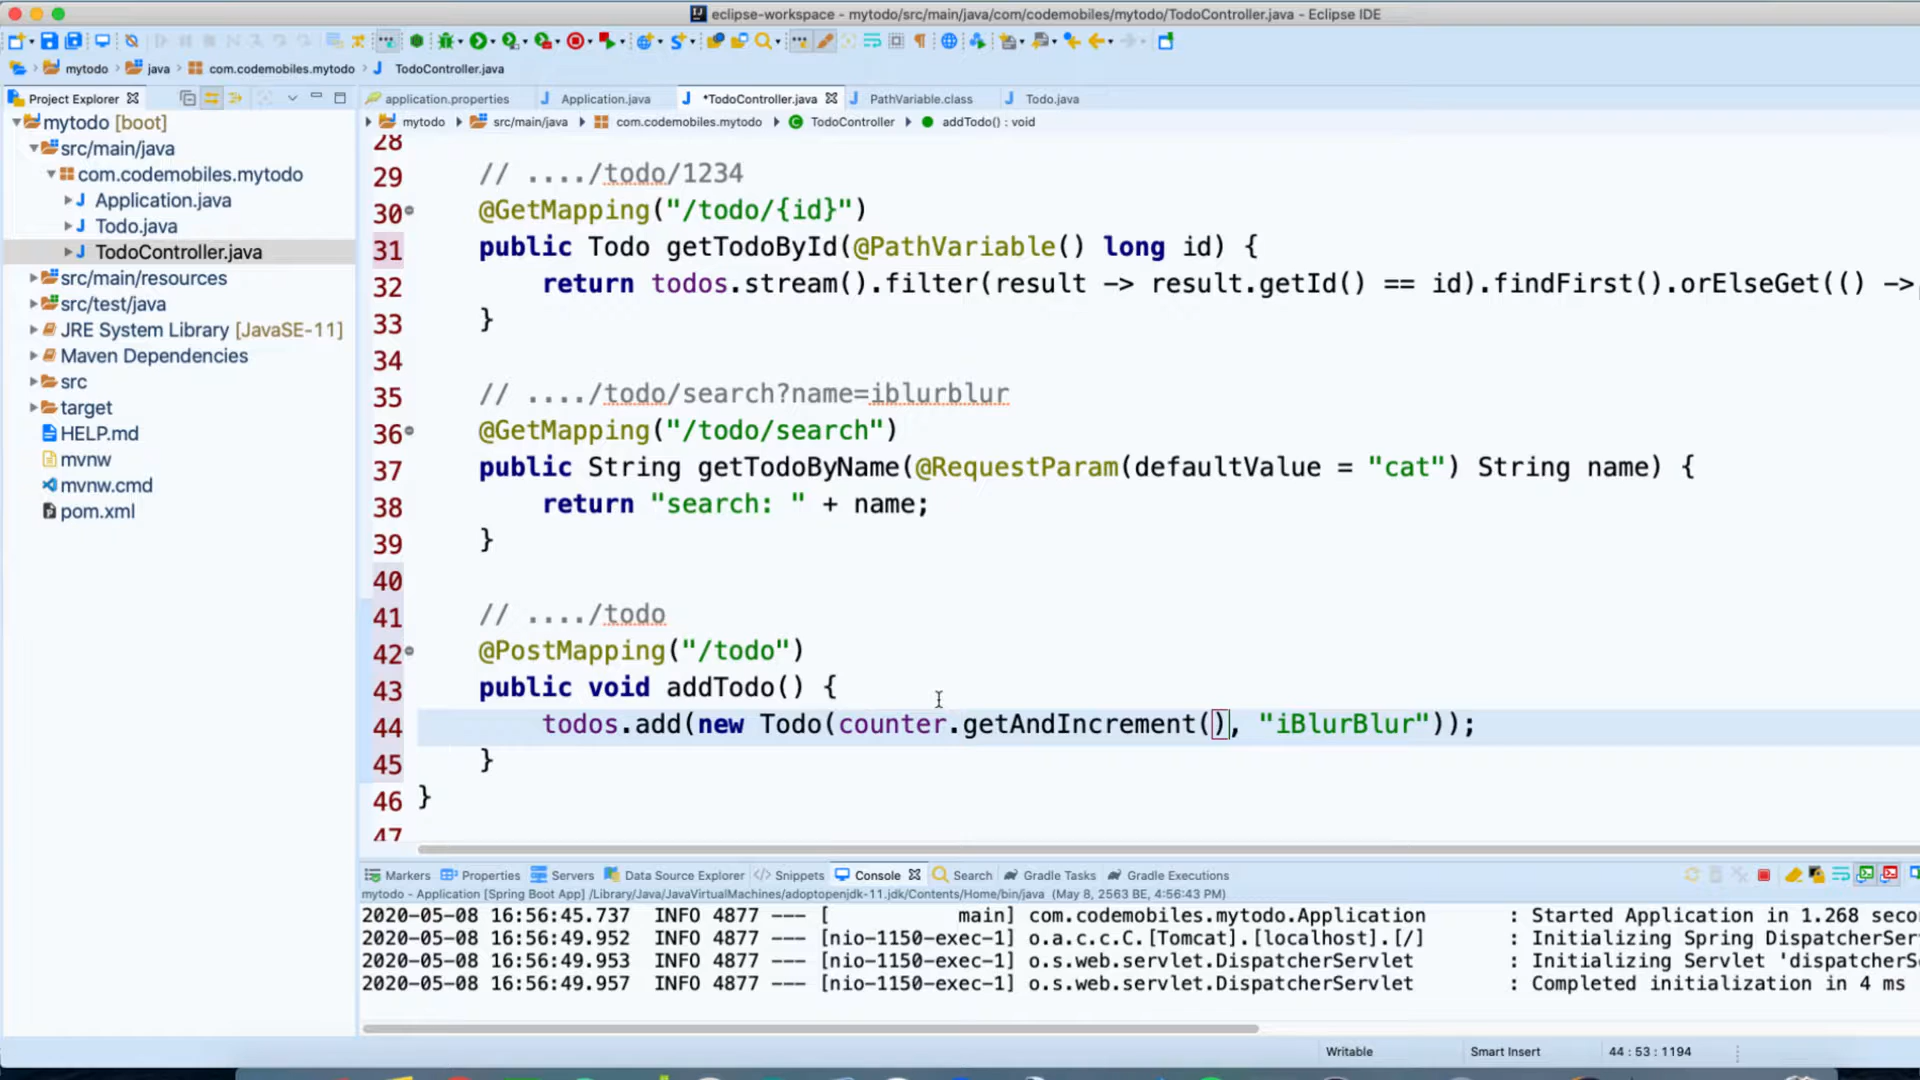 eclipse-workspace - mytodo/src/main/java/com/codemobiles/mytodo/TodoController.java - Eclipse IDE
mytodo java com.codemobiles.mytodo TodoController.java
Project Explorer
mytodo [boot]
src/main/java
com.codemobiles.mytodo
Application.java
Todo.java
TodoController.java
src/main/resources
src/test/java
JRE System Library [JavaSE-11]
Maven Dependencies
src
target
HELP.md
mvnw
mvnw.cmd
pom.xml
application.properties Application.java *TodoController.java PathVariable.class Todo.java
mytodo src/main/java com.codemobiles.mytodo TodoController addTodo() : void
28
29 // ..../todo/1234
30 @GetMapping("/todo/{id}")
31 public Todo getTodoById(@PathVariable() long id) {
32 return todos.stream().filter(result -> result.getId() == id).findFirst().orElseGet(() ->
33 }
34
35 // ..../todo/search?name=iblurblur
36 @GetMapping("/todo/search")
37 public String getTodoByName(@RequestParam(defaultValue = "cat") String name) {
38 return "search: " + name;
39 }
40
41 // ..../todo
42 @PostMapping("/todo")
43 public void addTodo() {
44 todos.add(new Todo(counter.getAndIncrement(), "iBlurBlur"));
45 }
46 }
47
Markers Properties Servers Data Source Explorer Snippets Console Search Gradle Tasks Gradle Executions
mytodo - Application [Spring Boot App] /Library/Java/JavaVirtualMachines/adoptopenjdk-11.jdk/Contents/Home/bin/java (May 8, 2563 BE, 4:56:43 PM)
2020-05-08 16:56:45.737 INFO 4877 --- [ main] com.codemobiles.mytodo.Application : Started Application in 1.268 seco
2020-05-08 16:56:49.952 INFO 4877 --- [nio-1150-exec-1] o.a.c.c.C.[Tomcat].[localhost].[/] : Initializing Spring DispatcherSer
2020-05-08 16:56:49.953 INFO 4877 --- [nio-1150-exec-1] o.s.web.servlet.DispatcherServlet : Initializing Servlet 'dispatcherS
2020-05-08 16:56:49.957 INFO 4877 --- [nio-1150-exec-1] o.s.web.servlet.DispatcherServlet : Completed initialization in 4 ms
Writable Smart Insert 44 : 53 : 1194